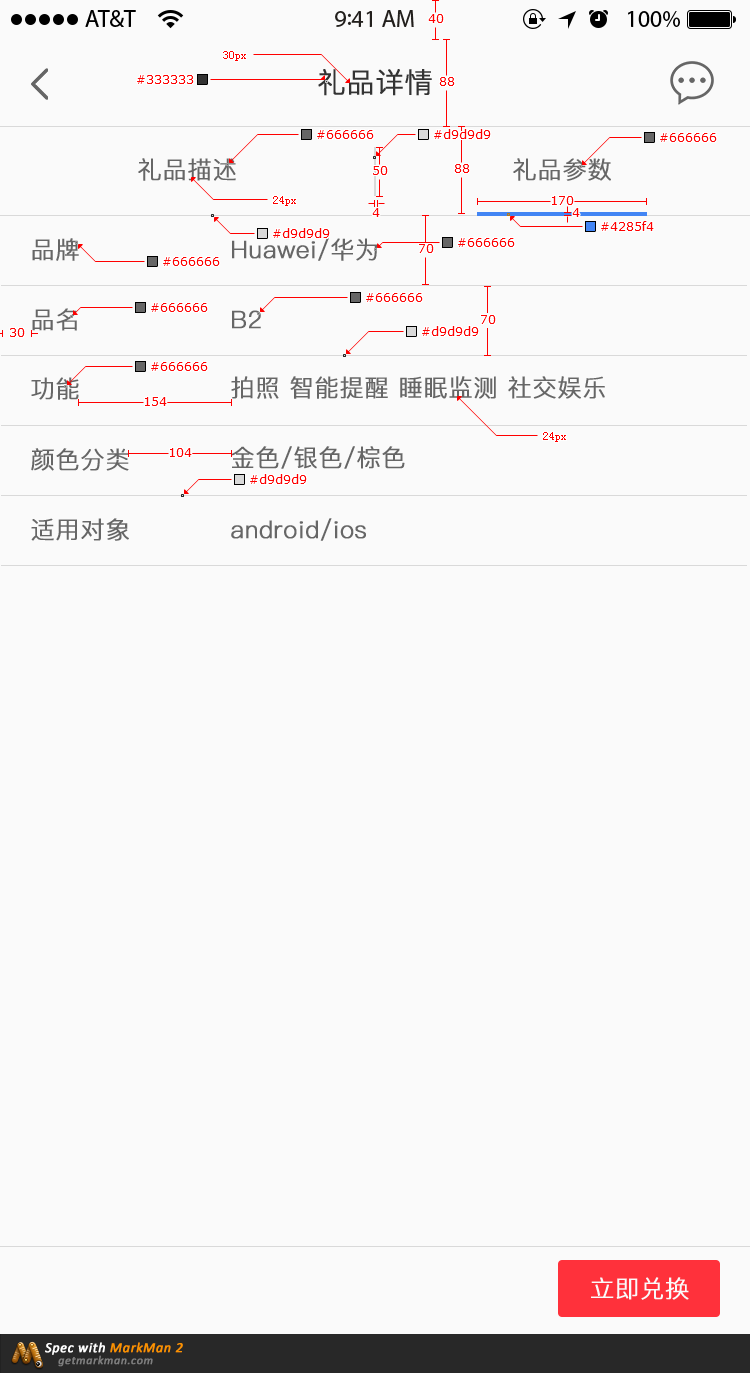 AT&T 9:41 AM 100%
40
30px
#333333 礼品详情 88
#666666 #d9d9d9 #666666
礼品描述 50 88 礼品参数
24px 4 170 4
#d9d9d9 #4285f4
品牌 #666666 Huawei/华为 70 #666666
#666666 #666666
30 品名 B2 70
#d9d9d9
#666666
功能 154 拍照 智能提醒 睡眠监测 社交娱乐
24px
颜色分类 104 金色/银色/棕色
#d9d9d9
适用对象 android/ios
立即兑换
Spec with MarkMan 2
getmarkman.com